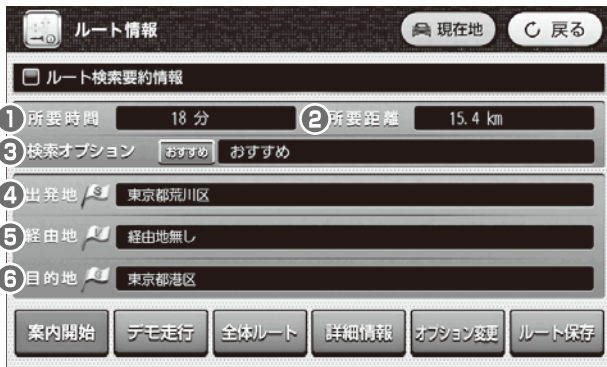 ルート情報 現在地 戻る
ルート検索要約情報
1 所要時間 18 分 2 所要距離 15.4 km
3 検索オプション おすすめ おすすめ
4 出発地 S 東京都荒川区
5 経由地 経由地無し
6 目的地 東京都港区
案内開始 デモ走行 全体ルート 詳細情報 オプション変更 ルート保存